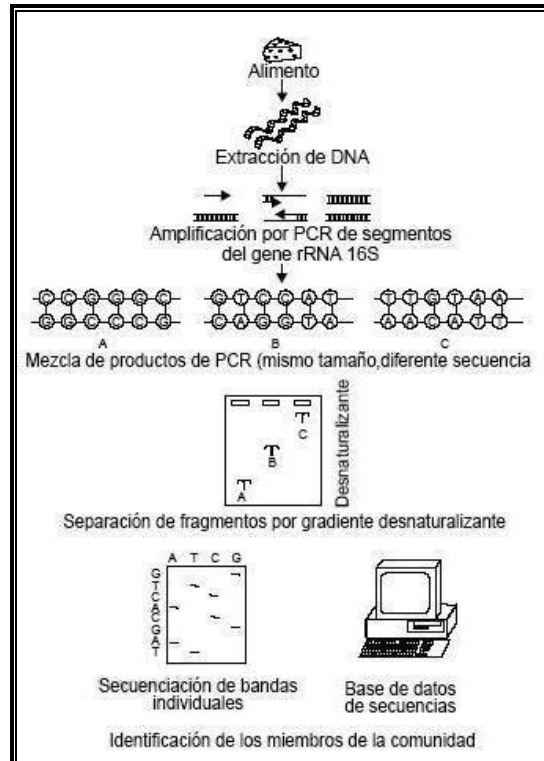 Alimento
Extracción de DNA
Amplificación por PCR de segmentos
del gene rRNA 16S
C C G G G C G T C C A T T T G T A A
G G C C C G C A G G T A A A C A T T
A B C
Mezcla de productos de PCR (mismo tamaño,diferente secuencia
Desnaturalizante
C
B
A
Separación de fragmentos por gradiente desnaturalizante
A T C G
G
T
C
A
C
G
A
T
Secuenciación de bandas
individuales
Base de datos
de secuencias
Identificación de los miembros de la comunidad